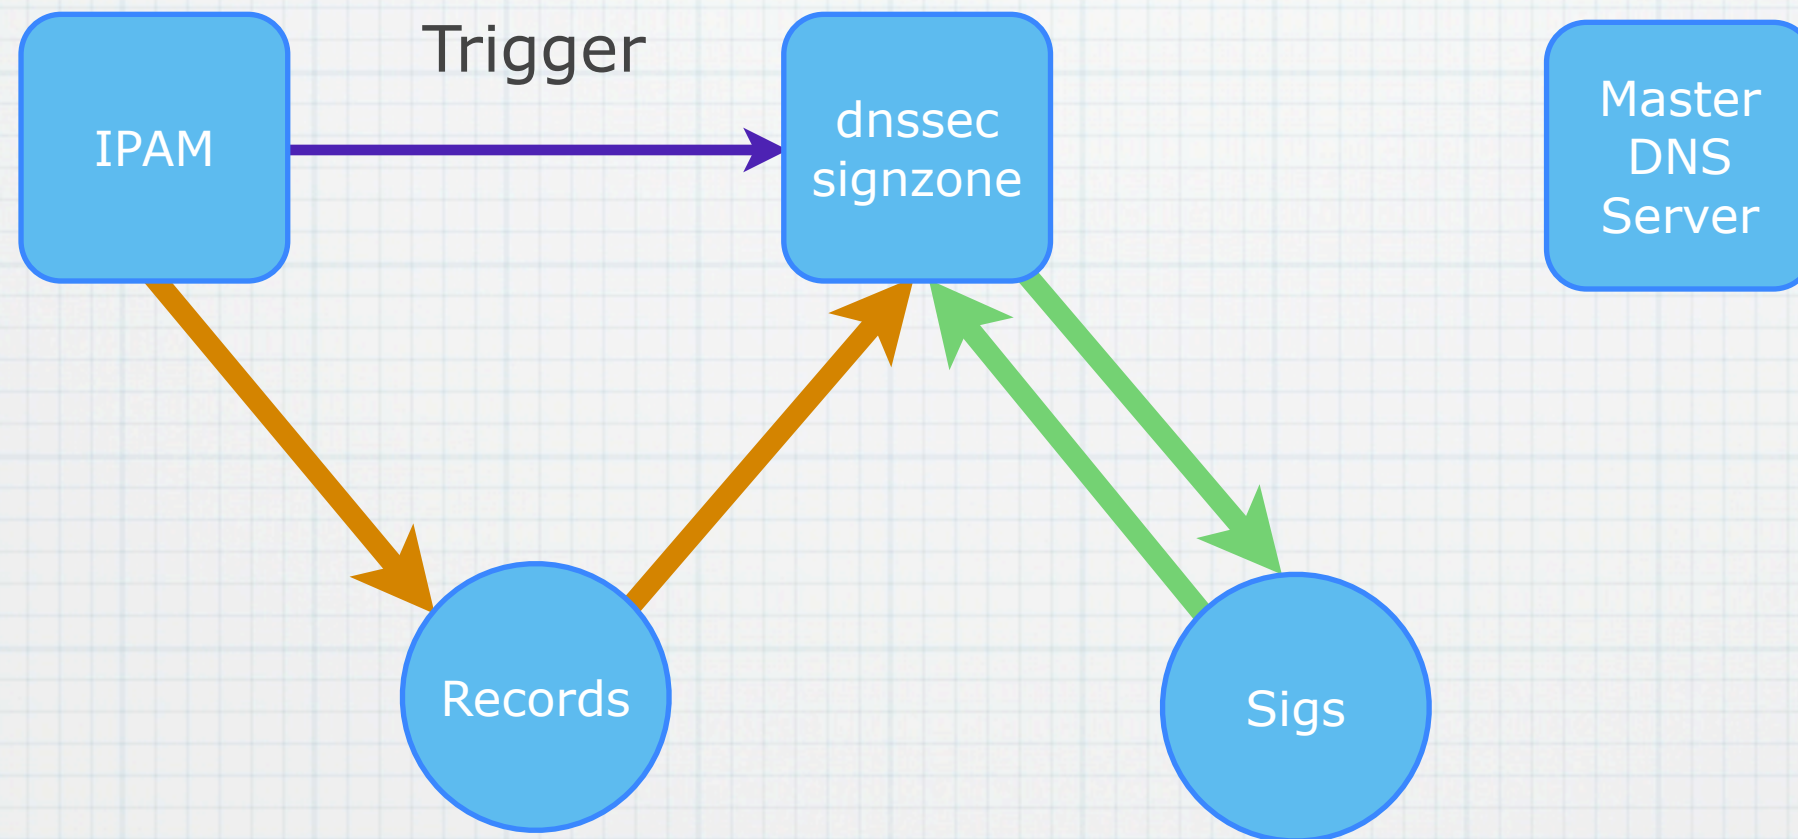 Trigger
IPAM
dnssec
signzone
Master
DNS
Server
Records
Sigs